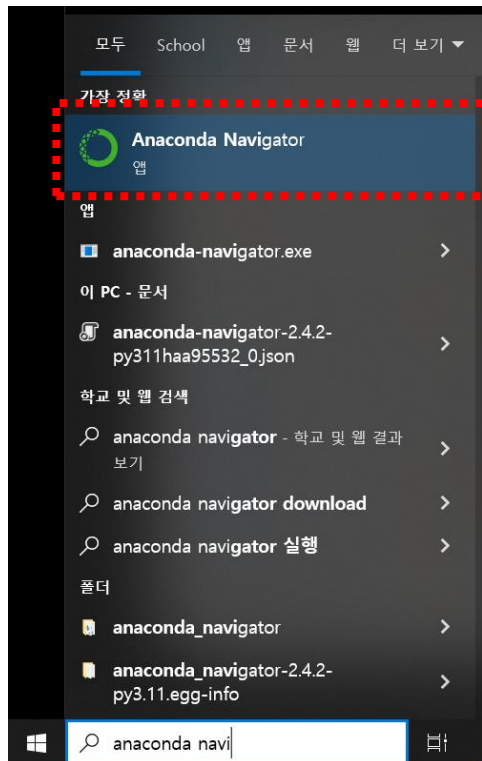 모두 School 앱 문서 웹 더 보기
가장 정확
Anaconda Navigator
앱
앱
anaconda-navigator.exe
이 PC - 문서
anaconda-navigator-2.4.2-
py311haa95532_0.json
학교 및 웹 검색
anaconda navigator - 학교 및 웹 결과
보기
anaconda navigator download
anaconda navigator 실행
폴더
anaconda_navigator
anaconda_navigator-2.4.2-
py3.11.egg-info
anaconda navi